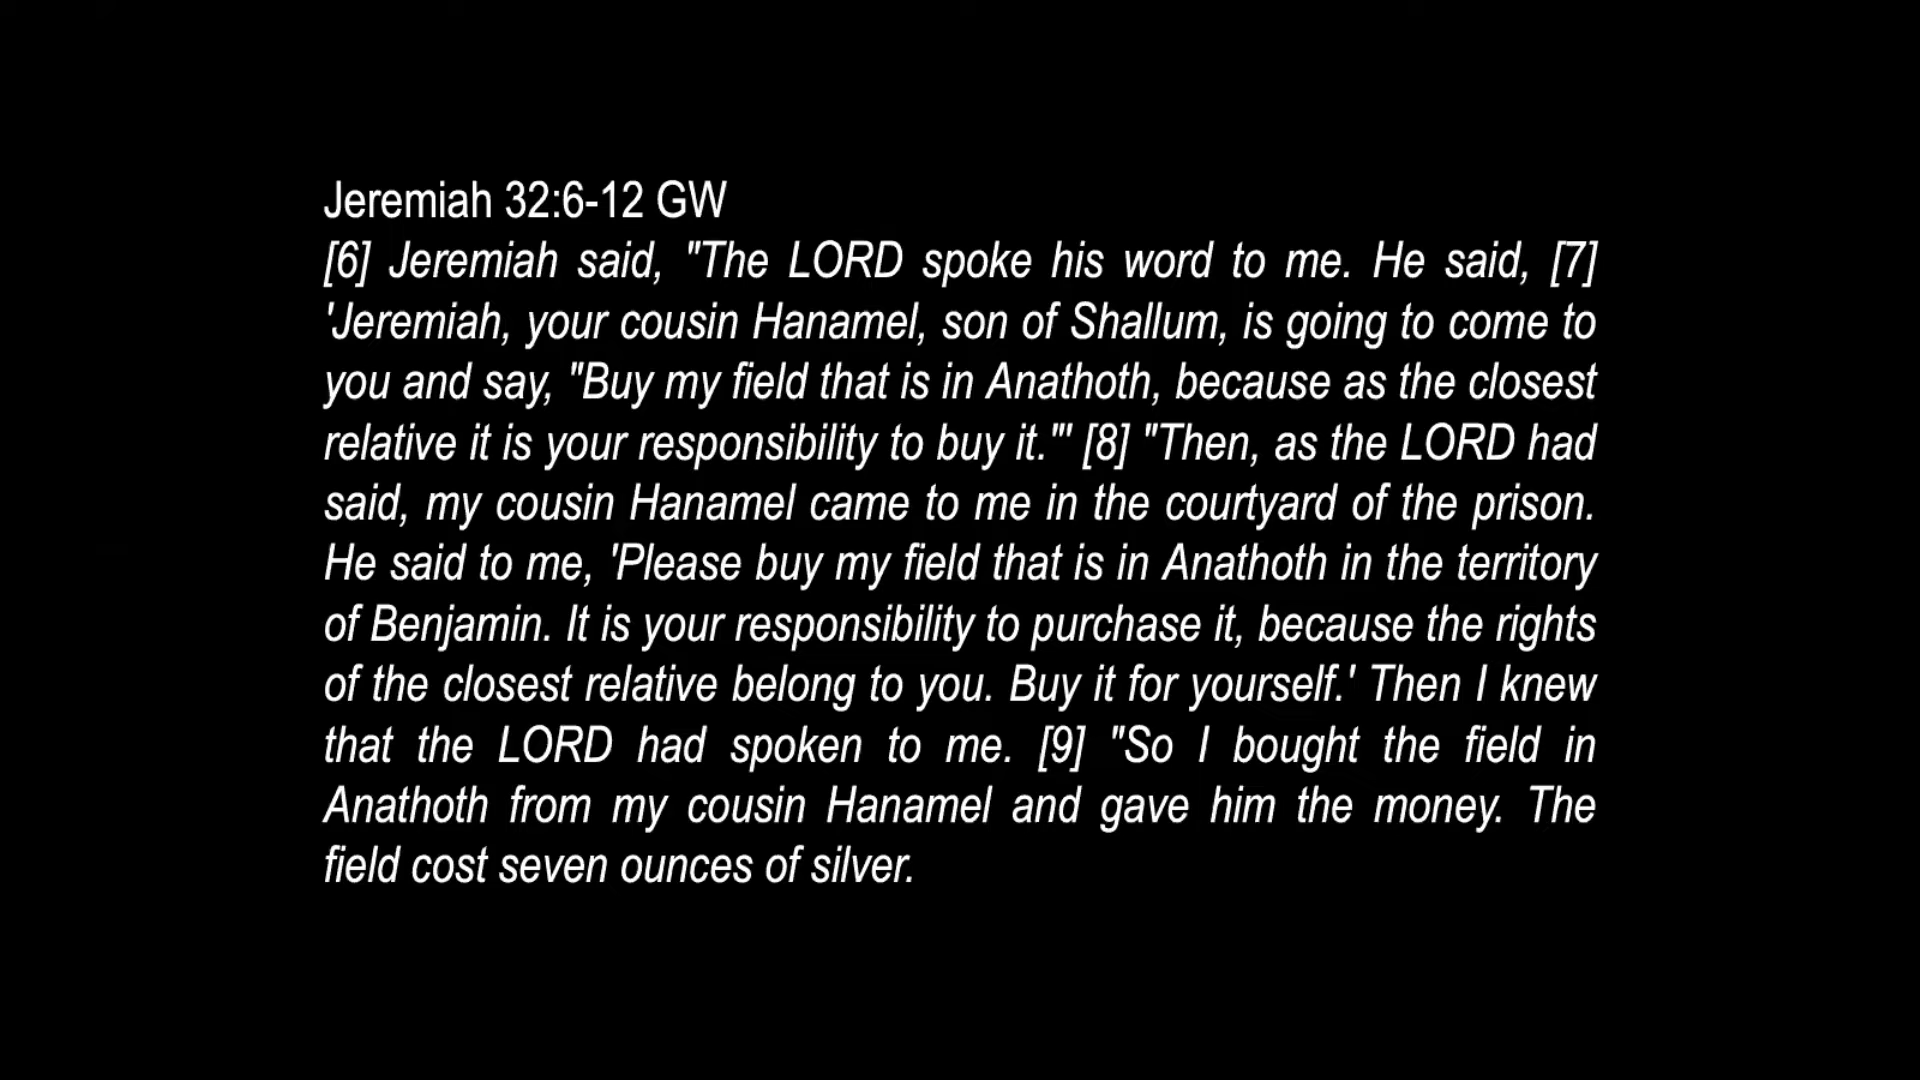 Jeremiah 32:6-12 GW
[6] Jeremiah said, "The LORD spoke his word to me. He said, [7]
'Jeremiah, your cousin Hanamel, son of Shallum, is going to come to
you and say, "Buy my field that is in Anathoth, because as the closest
relative it is your responsibility to buy it."' [8] "Then, as the LORD had
said, my cousin Hanamel came to me in the courtyard of the prison.
He said to me, 'Please buy my field that is in Anathoth in the territory
of Benjamin. It is your responsibility to purchase it, because the rights
of the closest relative belong to you. Buy it for yourself.' Then I knew
that the LORD had spoken to me. [9] "So I bought the field in
Anathoth from my cousin Hanamel and gave him the money. The
field cost seven ounces of silver.